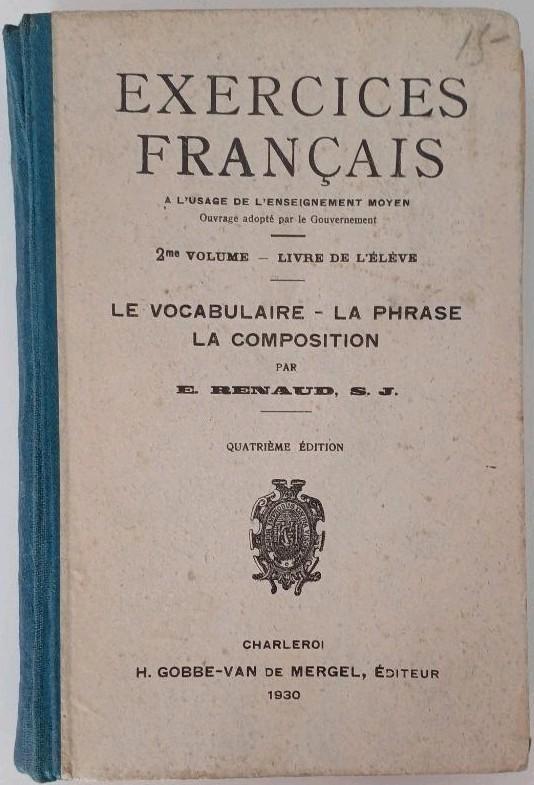 15-
EXERCICES
FRANÇAIS
A L'USAGE DE L'ENSEIGNEMENT MOYEN
Ouvrage adopté par le Gouvernement
2me VOLUME — LIVRE DE L'ÉLÈVE
LE VOCABULAIRE - LA PHRASE
LA COMPOSITION
PAR
E. RENAUD, S. J.
QUATRIÈME ÉDITION
CHARLEROI
H. GOBBE-VAN DE MERGEL, ÉDITEUR
1930